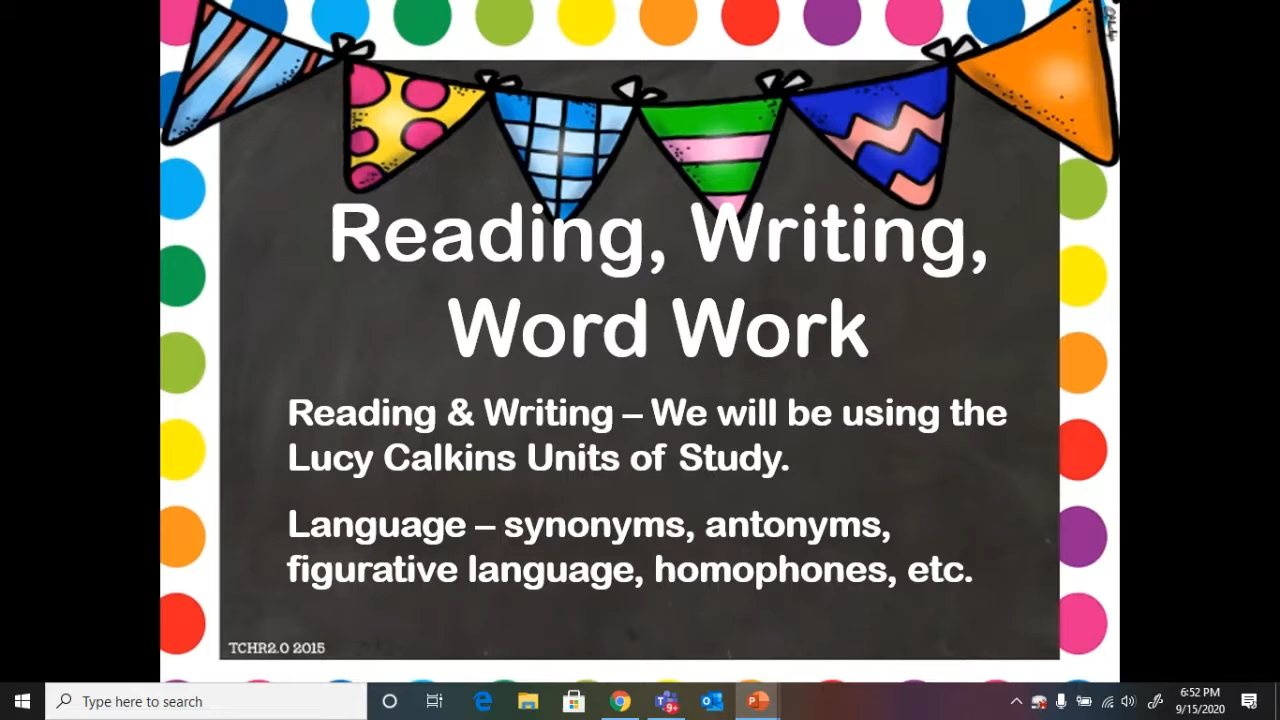 Reading, Writing,
Word Work
Reading & Writing – We will be using the
Lucy Calkins Units of Study.
Language – synonyms, antonyms,
figurative language, homophones, etc.
TCHR2.0 2015
Type here to search
9+
6:52 PM
9/15/2020